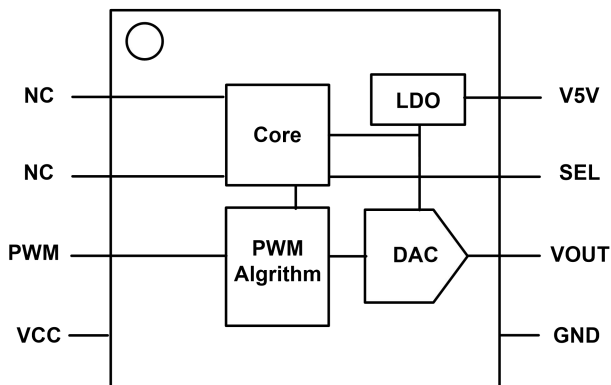 NC
LDO
V5V
Core
NC
SEL
PWM
PWM
Algrithm
DAC
VOUT
VCC
GND